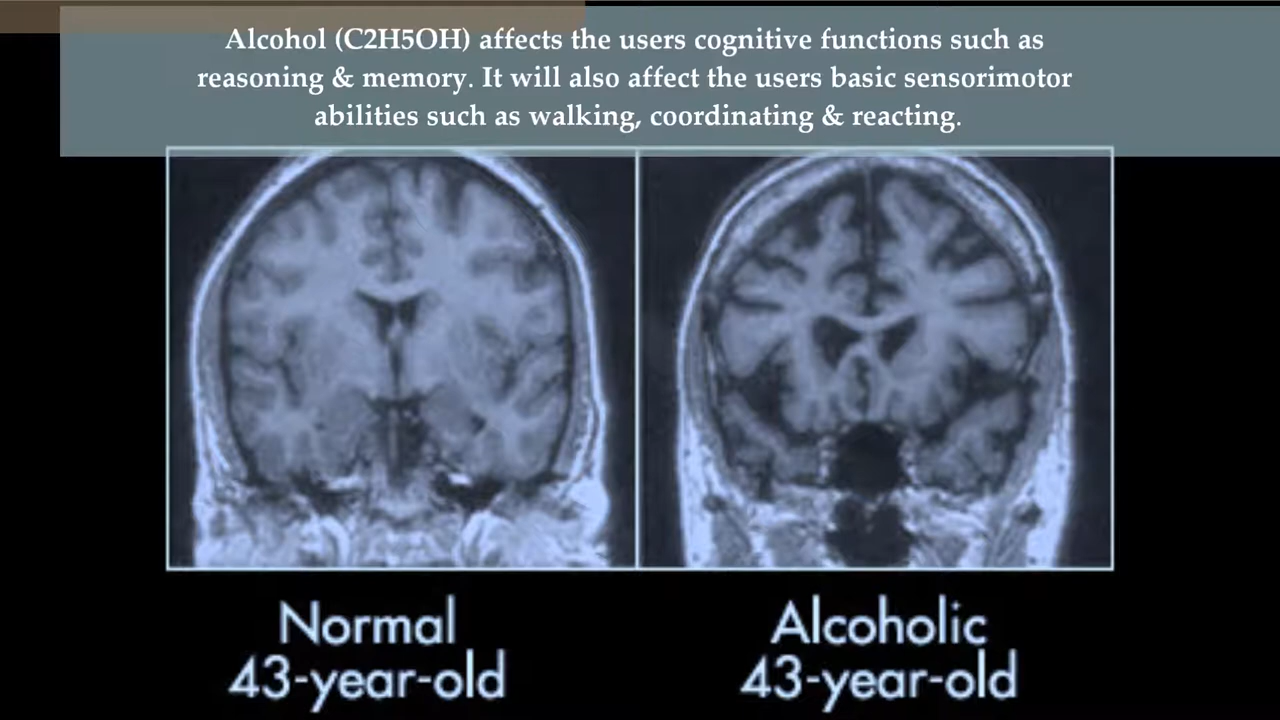 Alcohol (C2H5OH) affects the users cognitive functions such as
reasoning & memory. It will also affect the users basic sensorimotor
abilities such as walking, coordinating & reacting.
Normal
43-year-old
Alcoholic
43-year-old